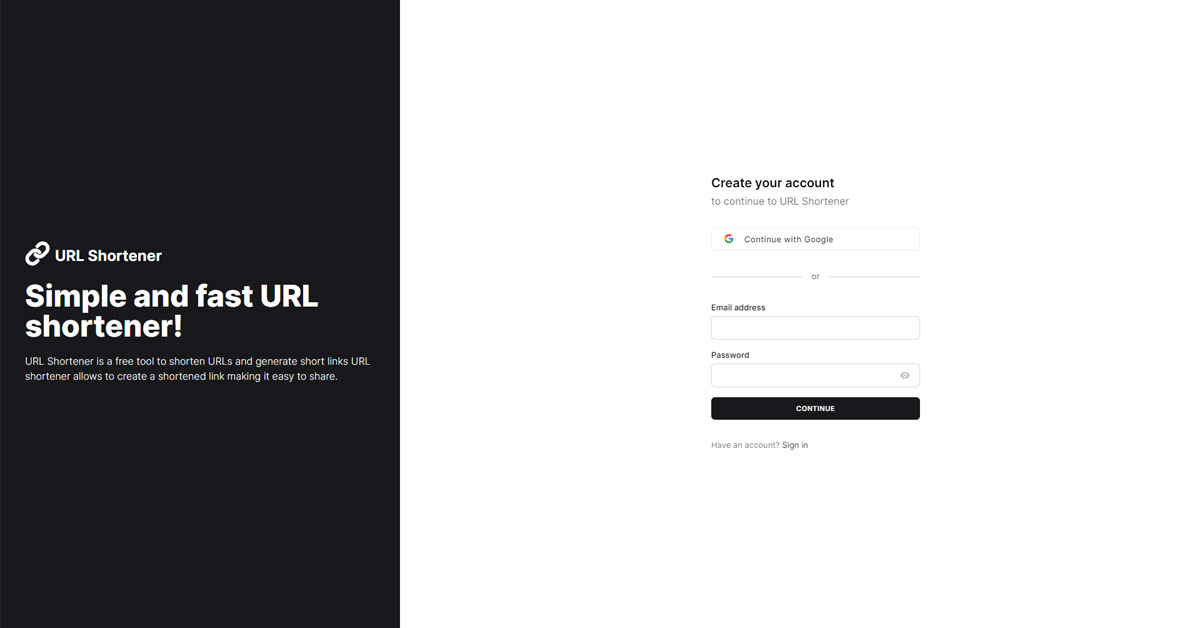 URL Shortener
Simple and fast URL
shortener!
URL Shortener is a free tool to shorten URLs and generate short links URL
shortener allows to create a shortened link making it easy to share.
Create your account
to continue to URL Shortener
Continue with Google
or
Email address
Password
CONTINUE
Have an account? Sign in